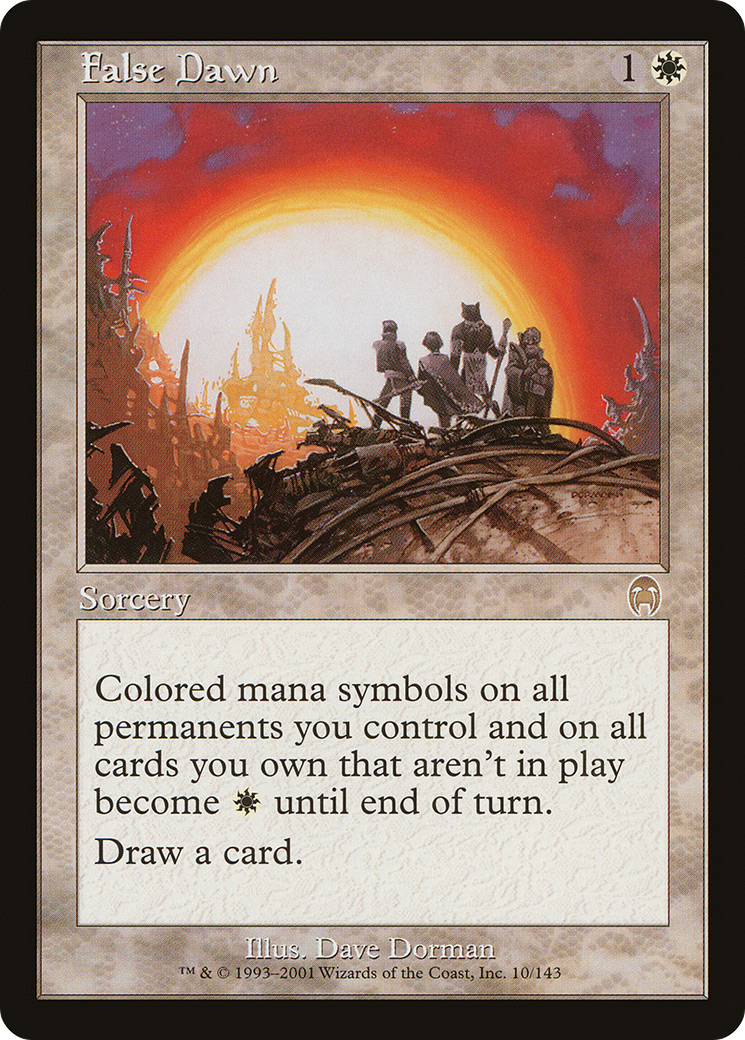 False Dawn 1
Sorcery
Colored mana symbols on all
permanents you control and on all
cards you own that aren't in play
become until end of turn.
Draw a card.
Illus. Dave Dorman
™ & © 1993–2001 Wizards of the Coast, Inc. 10/143